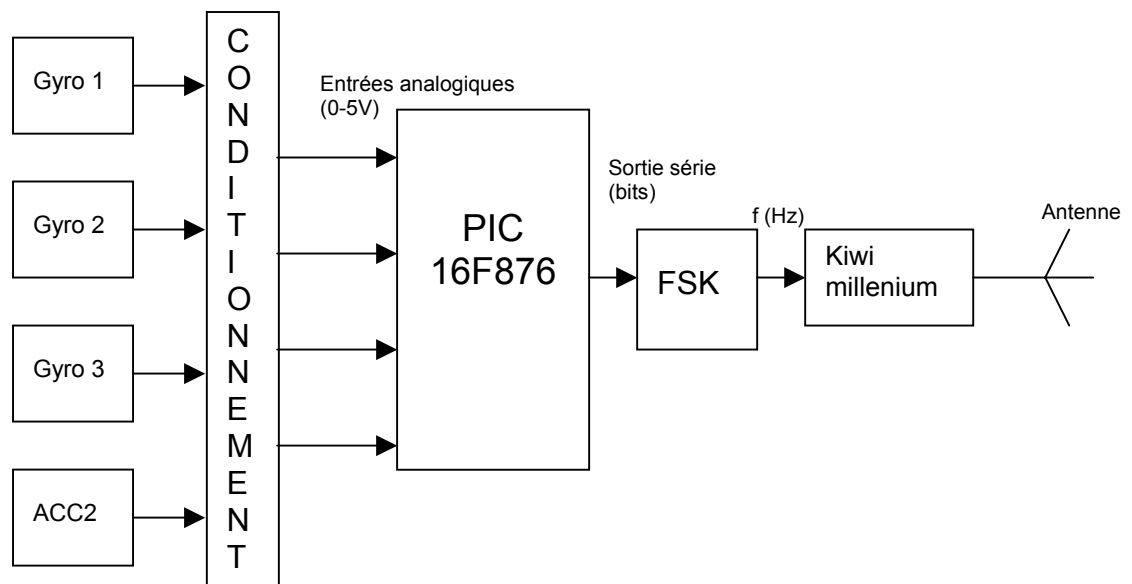 Gyro 1
Gyro 2
Gyro 3
ACC2
C
O
N
D
I
T
I
O
N
N
E
M
E
N
T
Entrées analogiques
(0-5V)
PIC
16F876
Sortie série
(bits)
FSK
f (Hz)
Kiwi
millenium
Antenne